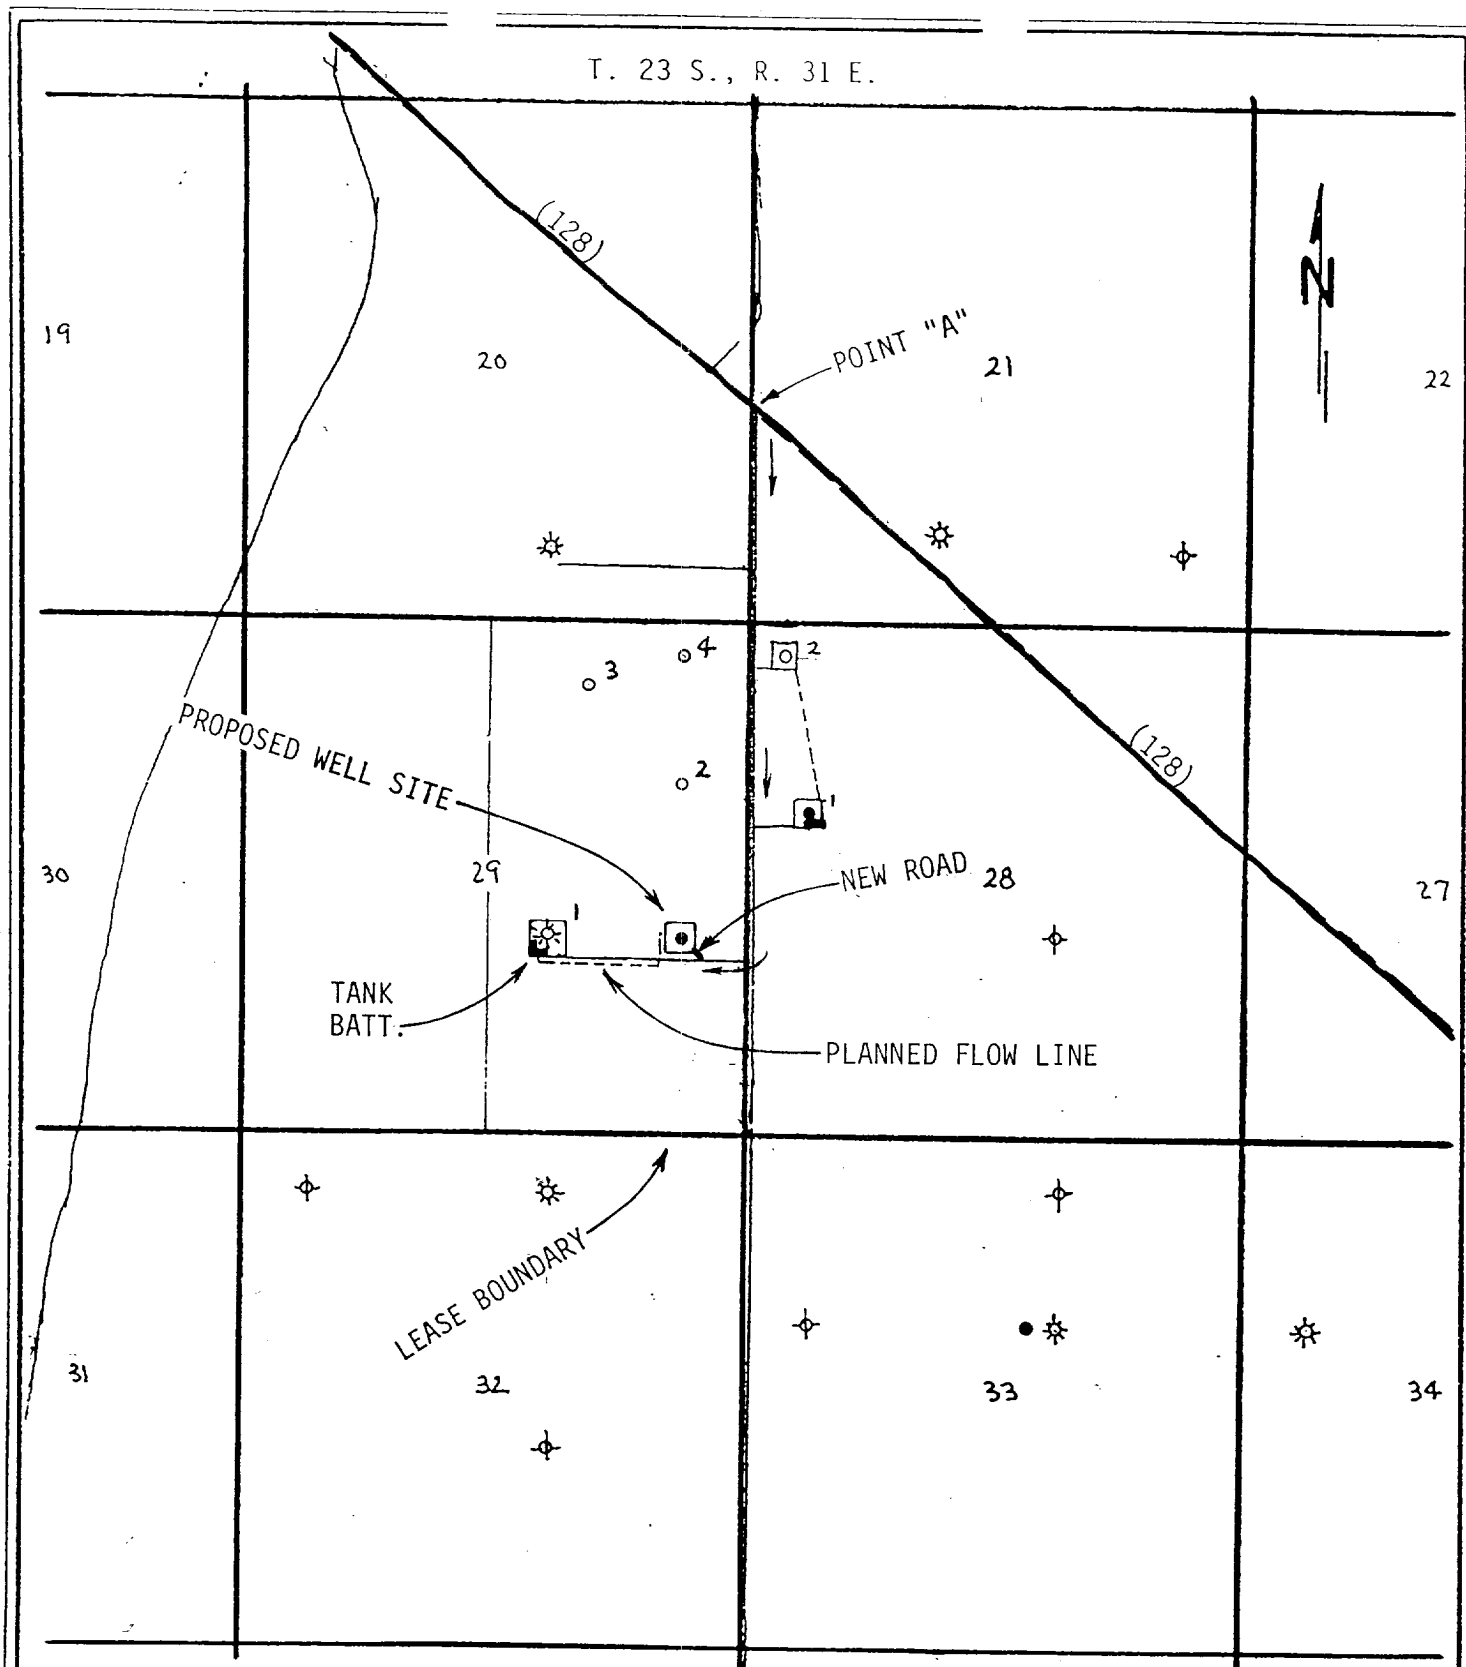 T. 23 S., R. 31 E.
(128)
N
19
20
POINT "A"
21
22
4
2
3
PROPOSED WELL SITE
2
(128)
1
30
29
NEW ROAD
28
27
1
TANK
BATT.
PLANNED FLOW LINE
LEASE BOUNDARY
31
32
33
34